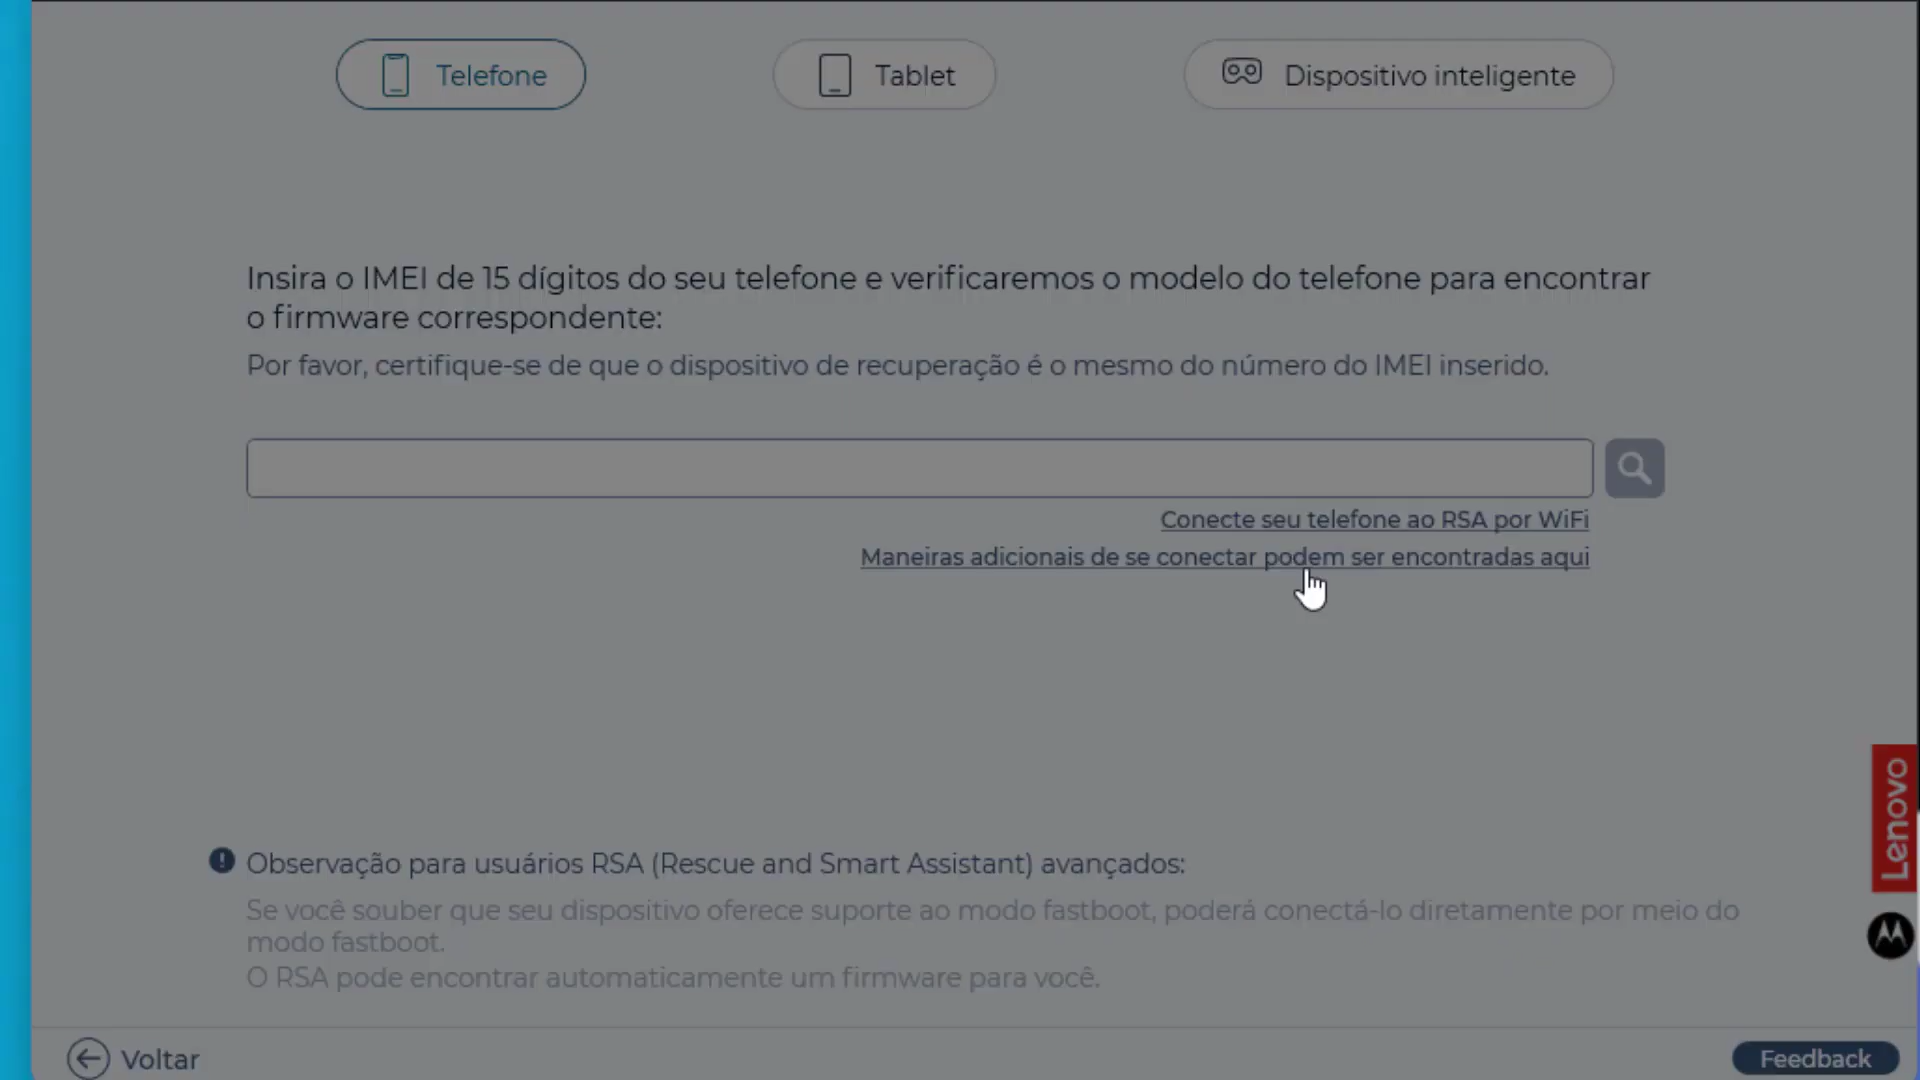 Telefone
Tablet
Dispositivo inteligente
Insira o IMEI de 15 dígitos do seu telefone e verificaremos o modelo do telefone para encontrar
o firmware correspondente:
Por favor, certifique-se de que o dispositivo de recuperação é o mesmo do número do IMEI inserido.
Conecte seu telefone ao RSA por WiFi
Maneiras adicionais de se conectar podem ser encontradas aqui
Lenovo
Observação para usuários RSA (Rescue and Smart Assistant) avançados:
Se você souber que seu dispositivo oferece suporte ao modo fastboot, poderá conectá-lo diretamente por meio do
modo fastboot.
O RSA pode encontrar automaticamente um firmware para você.
Voltar
Feedback